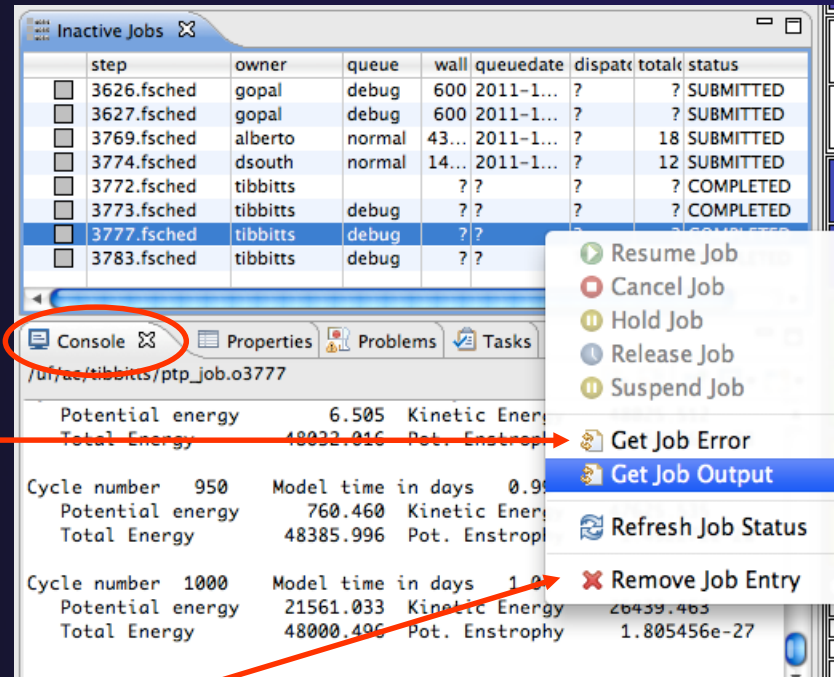 Inactive Jobs
step owner queue wall queuedate dispatc totalc status
3626.fsched gopal debug 600 2011-1... ? ? SUBMITTED
3627.fsched gopal debug 600 2011-1... ? ? SUBMITTED
3769.fsched alberto normal 43... 2011-1... ? 18 SUBMITTED
3774.fsched dsouth normal 14... 2011-1... ? 12 SUBMITTED
3772.fsched tibbitts ? ? ? ? COMPLETED
3773.fsched tibbitts debug ? ? ? ? COMPLETED
3777.fsched tibbitts debug ? ? ? ? COMPLETED
3783.fsched tibbitts debug ? ?
Resume Job
Cancel Job
Hold Job
Release Job
Suspend Job
Get Job Error
Get Job Output
Refresh Job Status
Remove Job Entry
Console Properties Problems Tasks
/uf/ac/tibbitts/ptp_job.o3777
Potential energy 6.505 Kinetic Energy
Total Energy 48032.016 Pot. Enstrophy
Cycle number 950 Model time in days 0.99
Potential energy 760.460 Kinetic Ener
Total Energy 48385.996 Pot. Enstroph
Cycle number 1000 Model time in days 1.0
Potential energy 21561.033 Kinetic Energy 26439.463
Total Energy 48000.496 Pot. Enstrophy 1.805456e-27